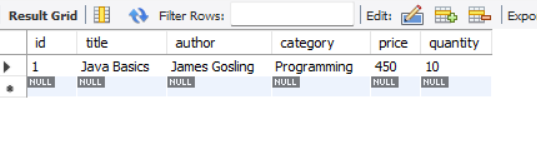 Result Grid Filter Rows: Edit: Expo
id title author category price quantity
1 Java Basics James Gosling Programming 450 10
NULL NULL NULL NULL NULL NULL